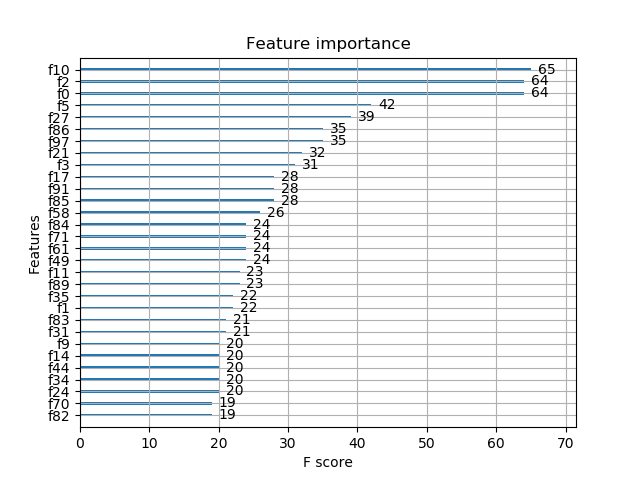 Feature importance
f10 65
f2 64
f0 64
f5 42
f27 39
f86 35
f97 35
f21 32
f3 31
f17 28
f91 28
f85 28
f58 26
f84 24
f71 24
f61 24
f49 24
f11 23
f89 23
f35 22
f1 22
f83 21
f31 21
f9 20
f14 20
f44 20
f34 20
f24 20
f70 19
f82 19
Features
0 10 20 30 40 50 60 70
F score